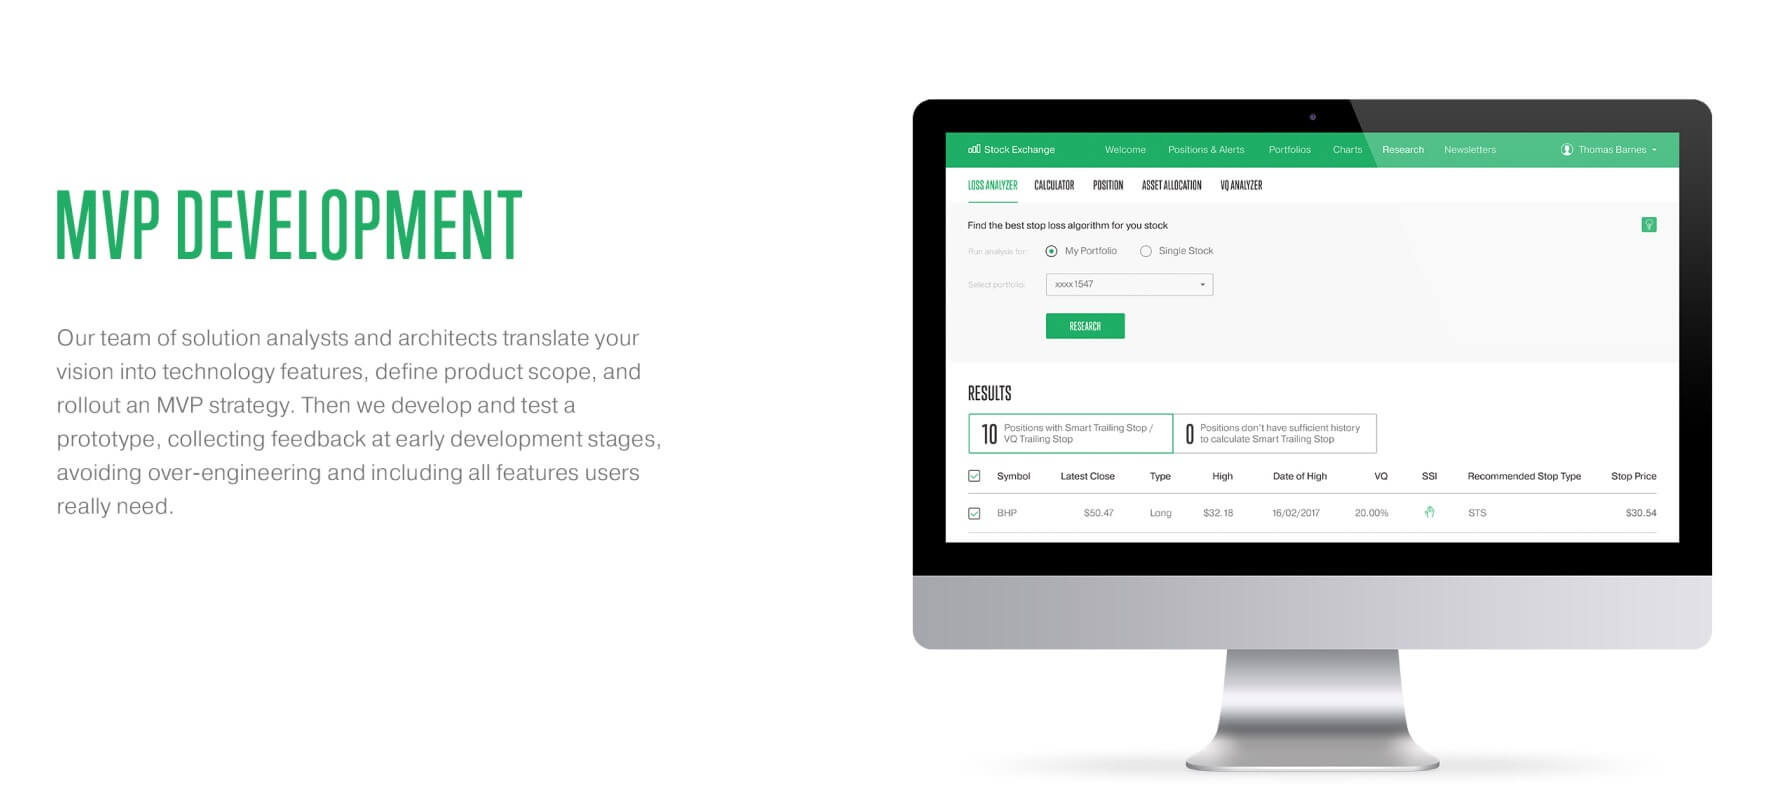 MVP DEVELOPMENT
Our team of solution analysts and architects translate your
vision into technology features, define product scope, and
rollout an MVP strategy. Then we develop and test a
prototype, collecting feedback at early development stages,
avoiding over-engineering and including all features users
really need.
Stock Exchange Welcome Positions & Alerts Portfolios Charts Research Newsletters Thomas Barnes
LOSS ANALYZER CALCULATOR POSITION ASSET ALLOCATION VQ ANALYZER
Find the best stop loss algorithm for you stock
Run analysis for: My Portfolio Single Stock
Select portfolio: xxxx1547
RESEARCH
RESULTS
10 Positions with Smart Trailing Stop /
VQ Trailing Stop
0 Positions don't have sufficient history
to calculate Smart Trailing Stop
Symbol Latest Close Type High Date of High VQ SSI Recommended Stop Type Stop Price
BHP $50.47 Long $32.18 16/02/2017 20.00% STS $30.54